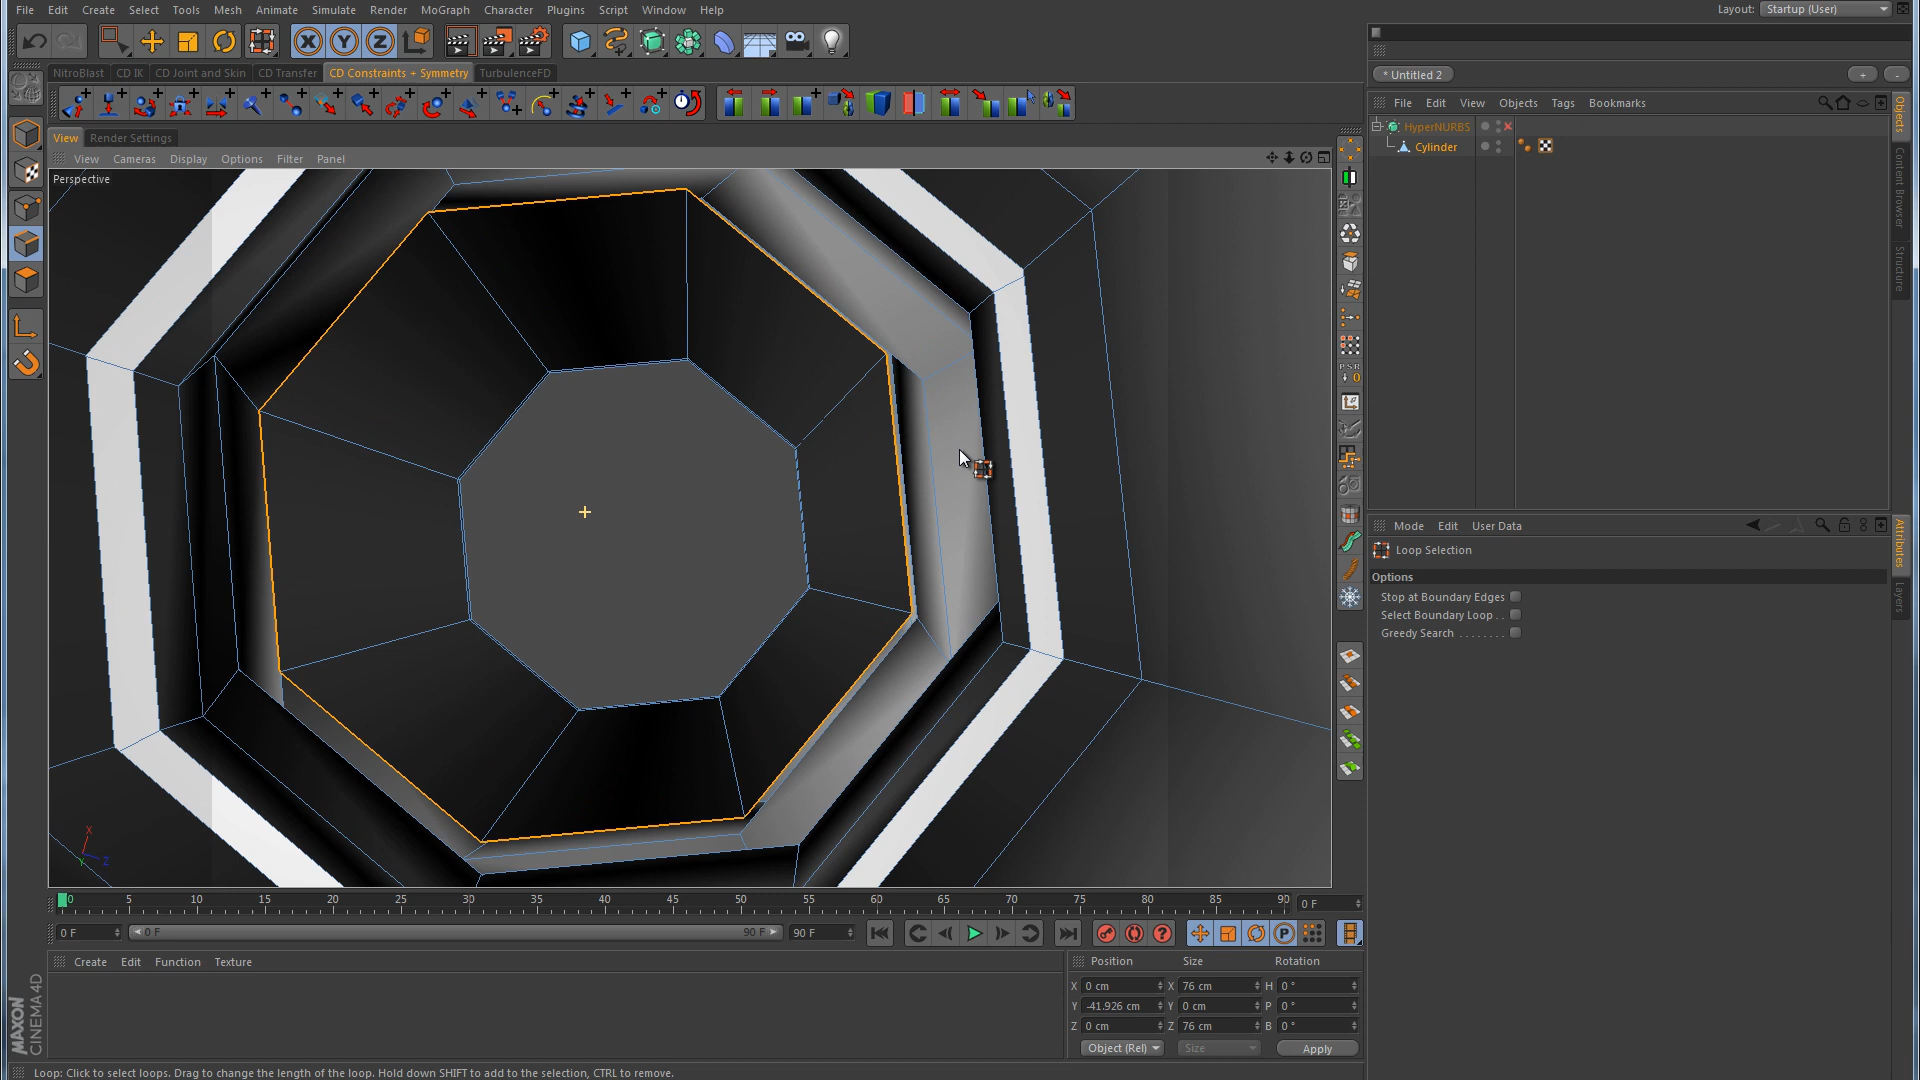 File Edit Create Select Tools Mesh Animate Simulate Render MoGraph Character Plugins Script Window Help
Layout: Startup (User)
NitroBlast CD IK CD Joint and Skin CD Transfer CD Constraints + Symmetry TurbulenceFD
* Untitled 2 + -
File Edit View Objects Tags Bookmarks
HyperNURBS
Cylinder
Objects
Content Browser
Structure
View Render Settings
View Cameras Display Options Filter Panel
Perspective
X
Y
Z
P S R
0
Mode Edit User Data
Loop Selection
Options
Stop at Boundary Edges
Select Boundary Loop . .
Greedy Search . . . . . . . .
Attributes
Layers
0 5 10 15 20 25 30 35 40 45 50 55 60 65 70 75 80 85 90 0 F
0 F 0 F 90 F 90 F
Create Edit Function Texture
Position Size Rotation
X 0 cm X 76 cm H 0 °
Y -41.926 cm Y 0 cm P 0 °
Z 0 cm Z 76 cm B 0 °
Object (Rel) Size Apply
MAXON
CINEMA 4D
Loop: Click to select loops. Drag to change the length of the loop. Hold down SHIFT to add to the selection, CTRL to remove.